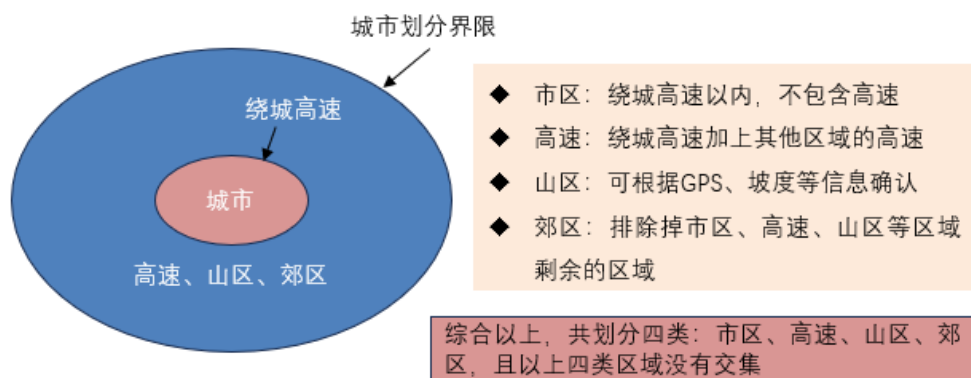 城市划分界限
绕城高速
城市
高速、山区、郊区
◆ 市区：绕城高速以内，不包含高速
◆ 高速：绕城高速加上其他区域的高速
◆ 山区：可根据GPS、坡度等信息确认
◆ 郊区：排除掉市区、高速、山区等区域
剩余的区域
综合以上，共划分四类：市区、高速、山区、郊
区，且以上四类区域没有交集